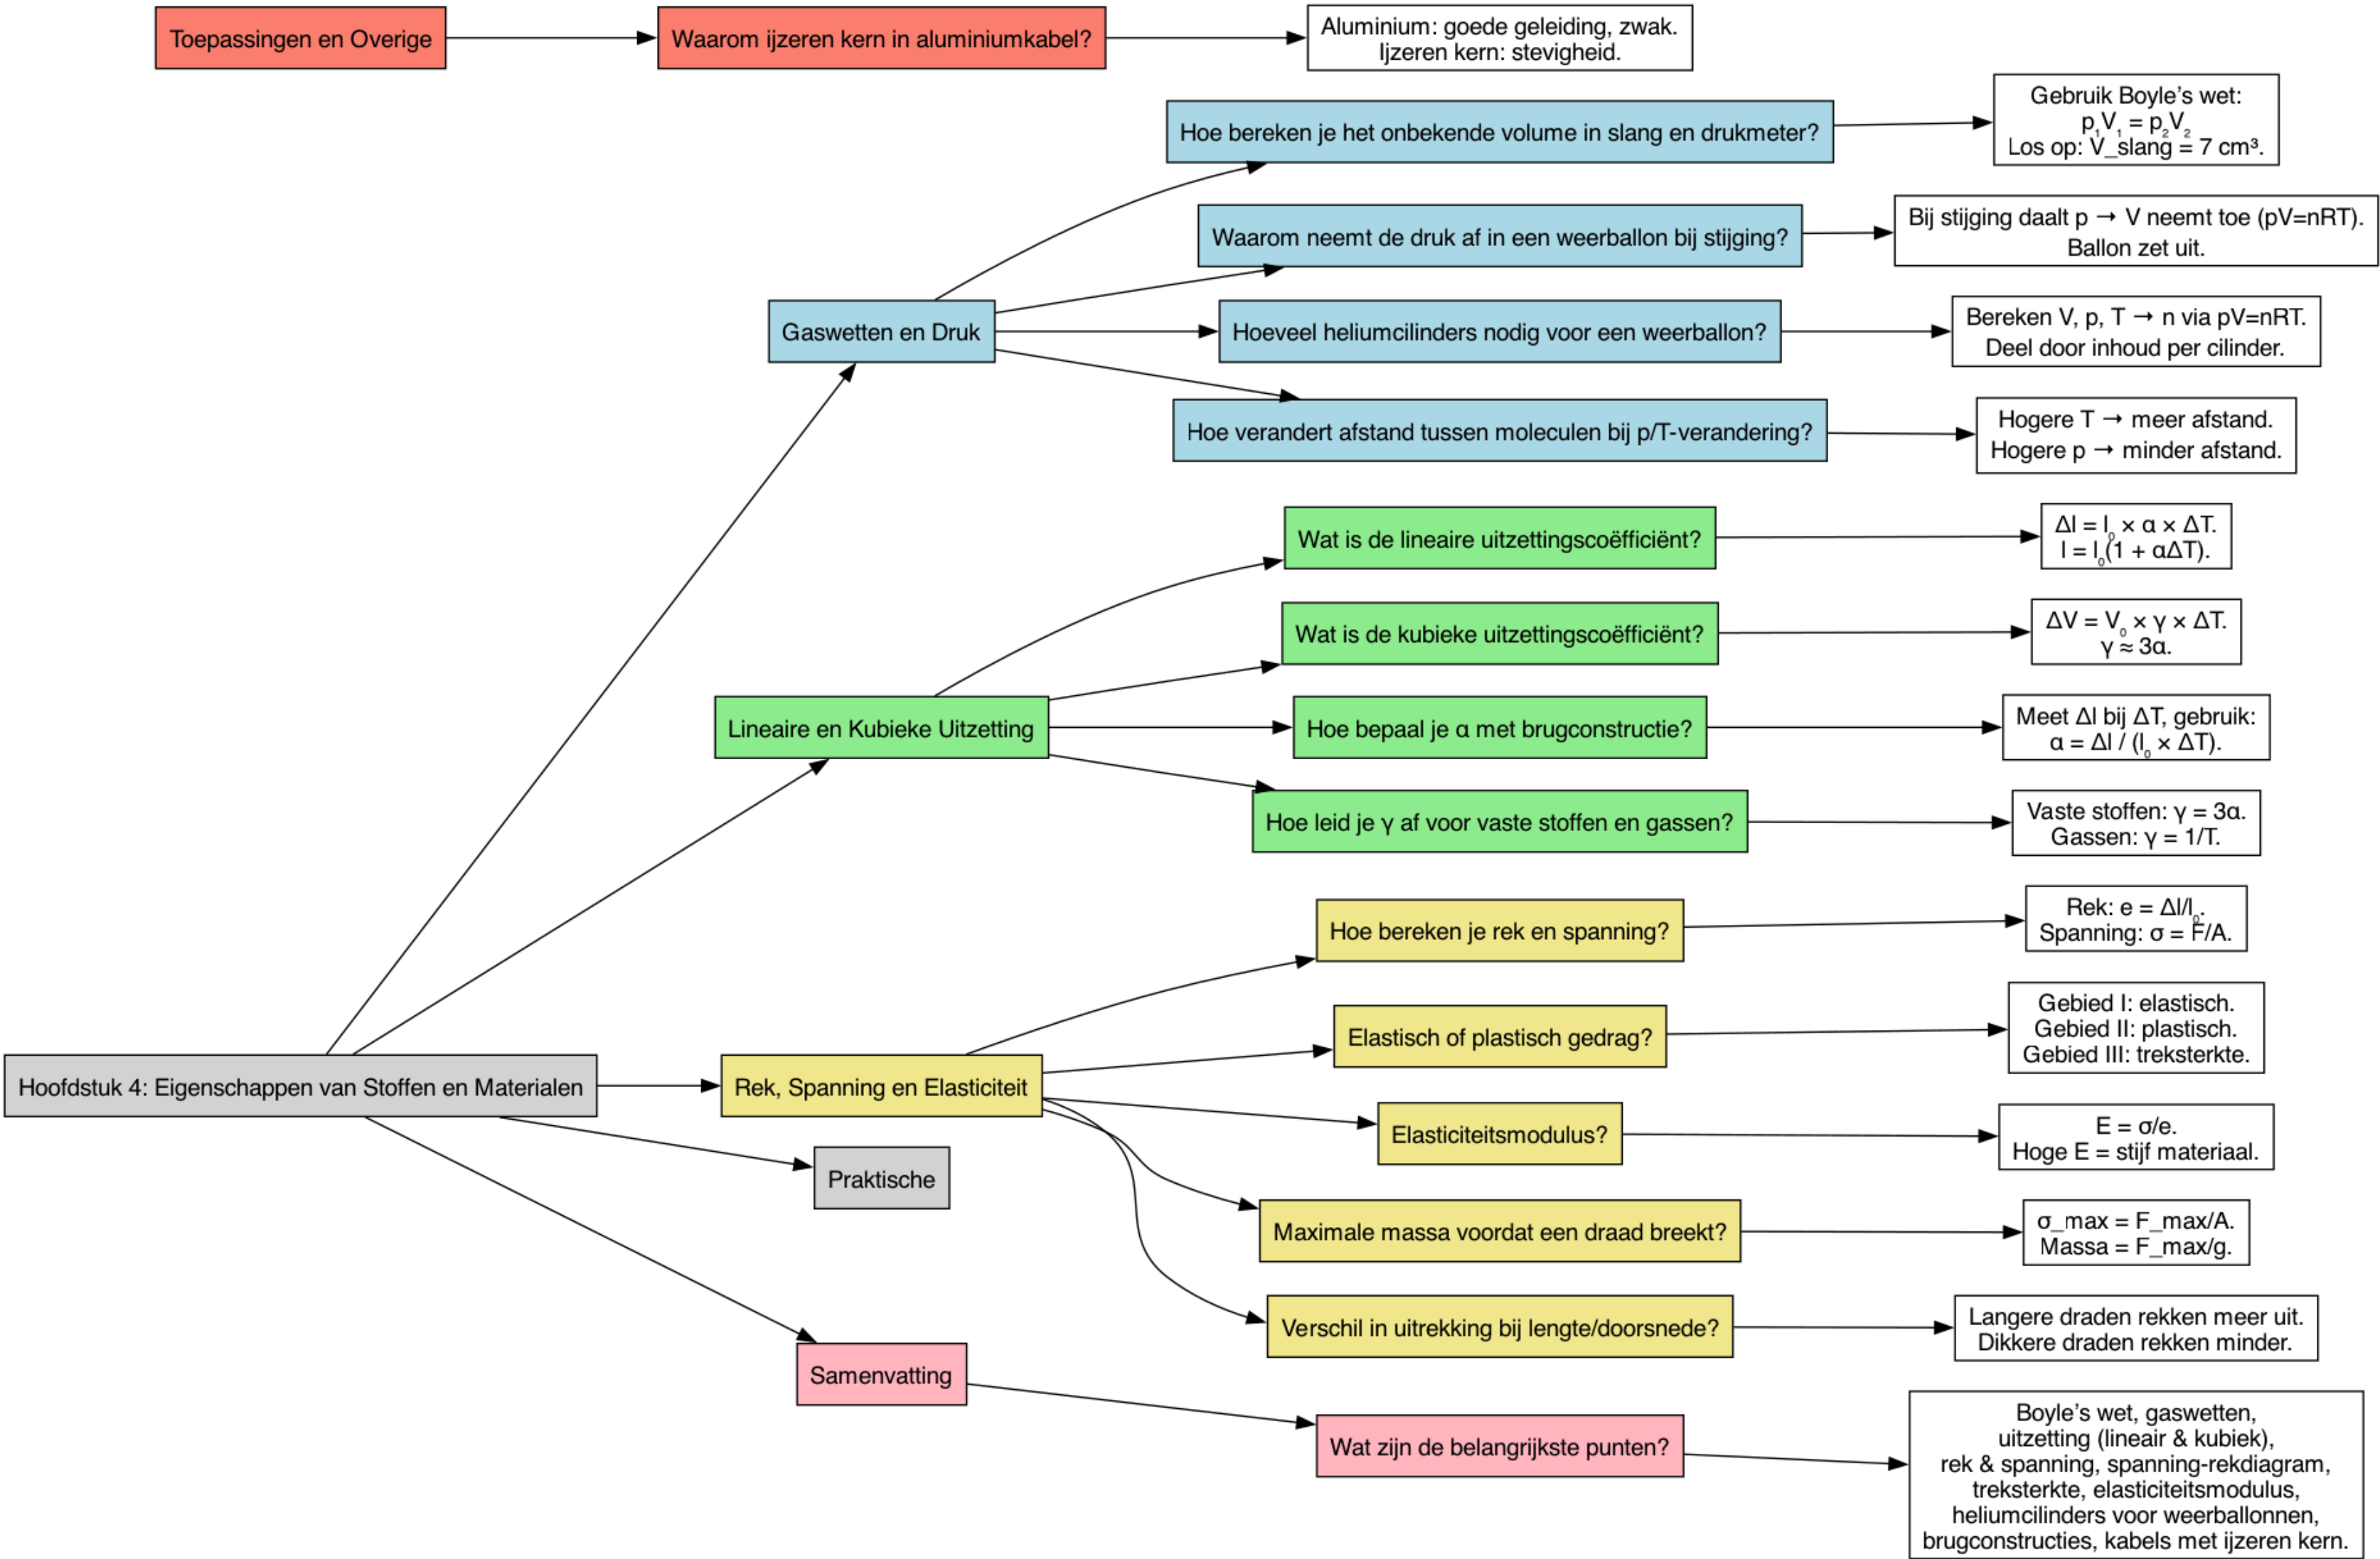 Toepassingen en Overige
Waarom ijzeren kern in aluminiumkabel?
Aluminium: goede geleiding, zwak.
Ijzeren kern: stevigheid.
Hoe bereken je het onbekende volume in slang en drukmeter?
Gebruik Boyle’s wet:
p₁V₁ = p₂V₂
Los op: V_slang = 7 cm³.
Waarom neemt de druk af in een weerballon bij stijging?
Bij stijging daalt p → V neemt toe (pV=nRT).
Ballon zet uit.
Gaswetten en Druk
Hoeveel heliumcilinders nodig voor een weerballon?
Bereken V, p, T → n via pV=nRT.
Deel door inhoud per cilinder.
Hoe verandert afstand tussen moleculen bij p/T-verandering?
Hogere T → meer afstand.
Hogere p → minder afstand.
Wat is de lineaire uitzettingscoëfficiënt?
Δl = l₀ × α × ΔT.
l = l₀(1 + αΔT).
Wat is de kubieke uitzettingscoëfficiënt?
ΔV = V₀ × γ × ΔT.
γ ≈ 3α.
Lineaire en Kubieke Uitzetting
Hoe bepaal je α met brugconstructie?
Meet Δl bij ΔT, gebruik:
α = Δl / (l₀ × ΔT).
Hoe leid je γ af voor vaste stoffen en gassen?
Vaste stoffen: γ = 3α.
Gassen: γ = 1/T.
Hoe bereken je rek en spanning?
Rek: e = Δl/l₀.
Spanning: σ = F/A.
Elastisch of plastisch gedrag?
Gebied I: elastisch.
Gebied II: plastisch.
Gebied III: treksterkte.
Hoofdstuk 4: Eigenschappen van Stoffen en Materialen
Rek, Spanning en Elasticiteit
Elasticiteitsmodulus?
E = σ/e.
Hoge E = stijf materiaal.
Praktische
Maximale massa voordat een draad breekt?
σ_max = F_max/A.
Massa = F_max/g.
Verschil in uitrekking bij lengte/doorsnede?
Langere draden rekken meer uit.
Dikkere draden rekken minder.
Samenvatting
Wat zijn de belangrijkste punten?
Boyle’s wet, gaswetten,
uitzetting (lineair & kubiek),
rek & spanning, spanning-rekdiagram,
treksterkte, elasticiteitsmodulus,
heliumcilinders voor weerballonnen,
brugconstructies, kabels met ijzeren kern.